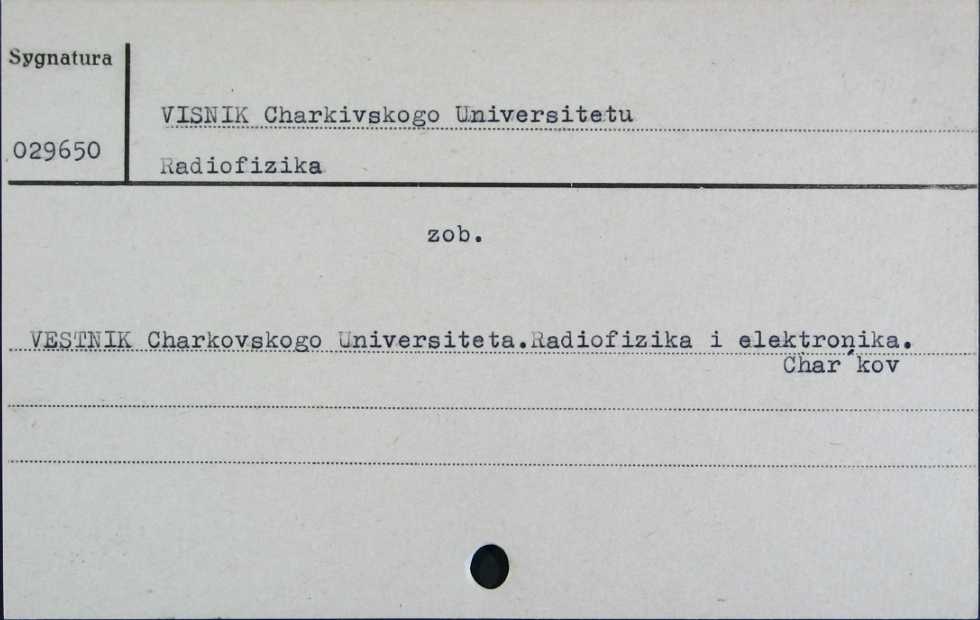 Sygnatura
VISNIK Charkivskogo Universitetu
029650
Radiofizika
zob.
VESTNIK Charkovskogo Universiteta.Radiofizika i elektronika.
Char´kov